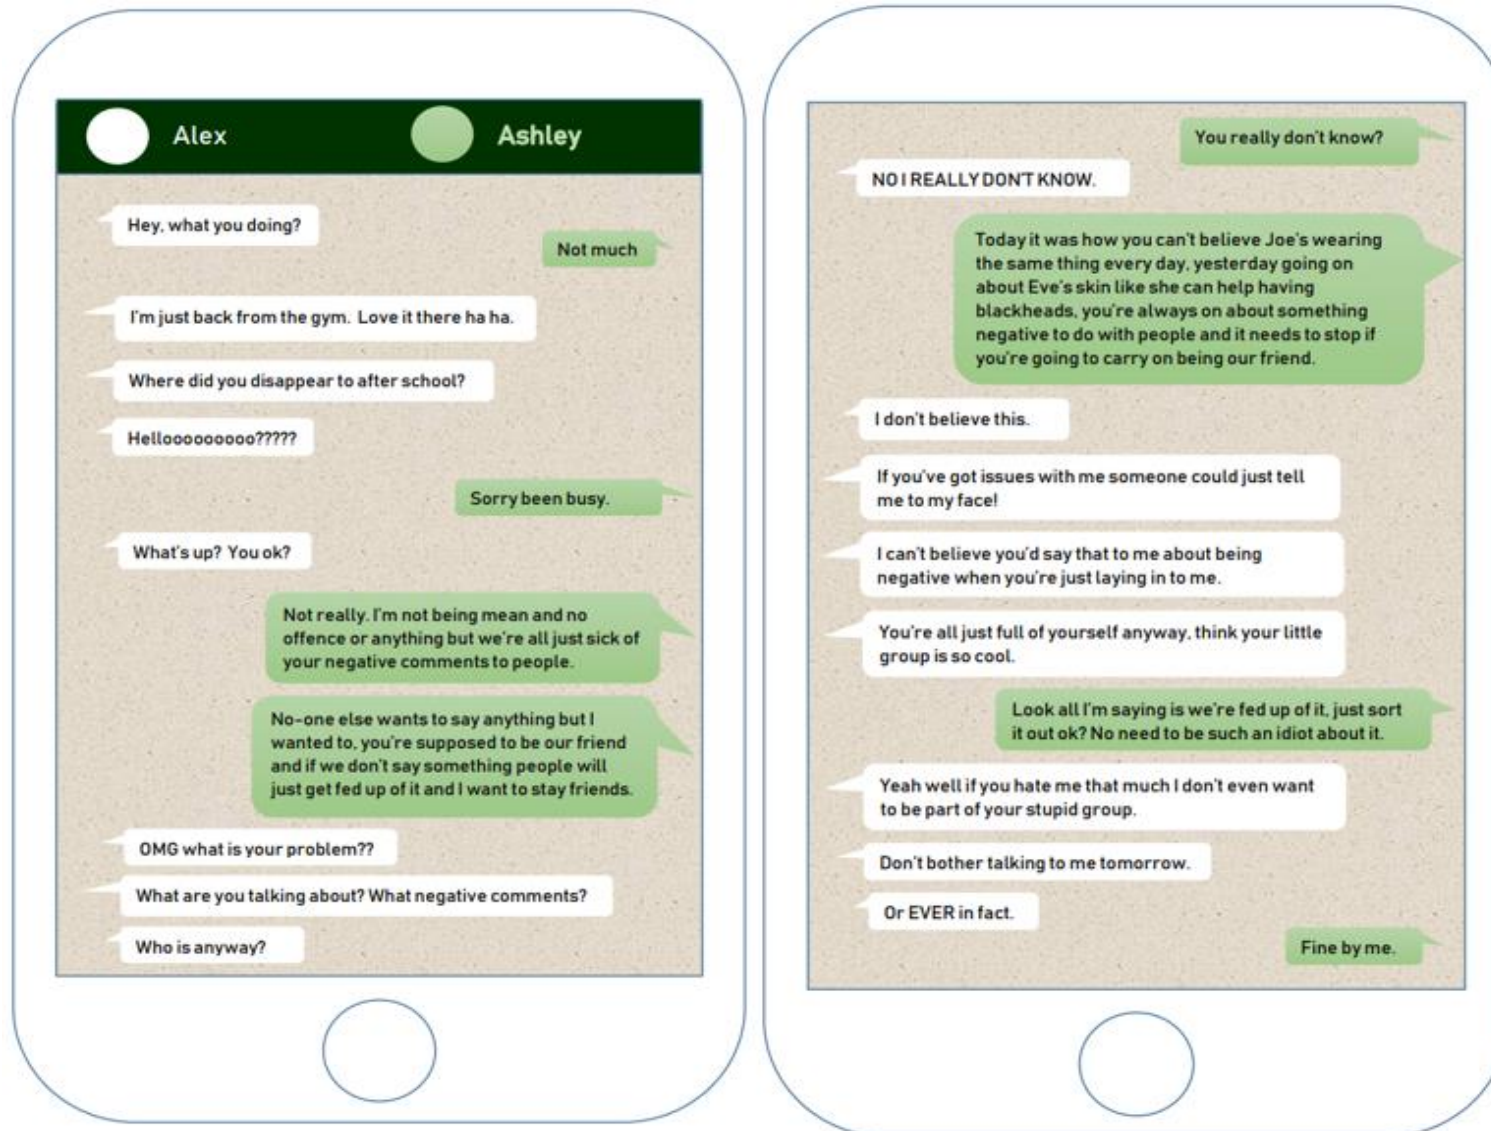 Alex Ashley
Hey, what you doing?
Not much
I'm just back from the gym. Love it there ha ha.
Where did you disappear to after school?
Hellooooooooo?????
Sorry been busy.
What's up? You ok?
Not really. I'm not being mean and no
offence or anything but we're all just sick of
your negative comments to people.
No-one else wants to say anything but I
wanted to, you're supposed to be our friend
and if we don't say something people will
just get fed up of it and I want to stay friends.
OMG what is your problem??
What are you talking about? What negative comments?
Who is anyway?
You really don't know?
NO I REALLY DON'T KNOW.
Today it was how you can't believe Joe's wearing
the same thing every day, yesterday going on
about Eve's skin like she can help having
blackheads, you're always on about something
negative to do with people and it needs to stop if
you're going to carry on being our friend.
I don't believe this.
If you've got issues with me someone could just tell
me to my face!
I can't believe you'd say that to me about being
negative when you're just laying in to me.
You're all just full of yourself anyway, think your little
group is so cool.
Look all I'm saying is we're fed up of it, just sort
it out ok? No need to be such an idiot about it.
Yeah well if you hate me that much I don't even want
to be part of your stupid group.
Don't bother talking to me tomorrow.
Or EVER in fact.
Fine by me.